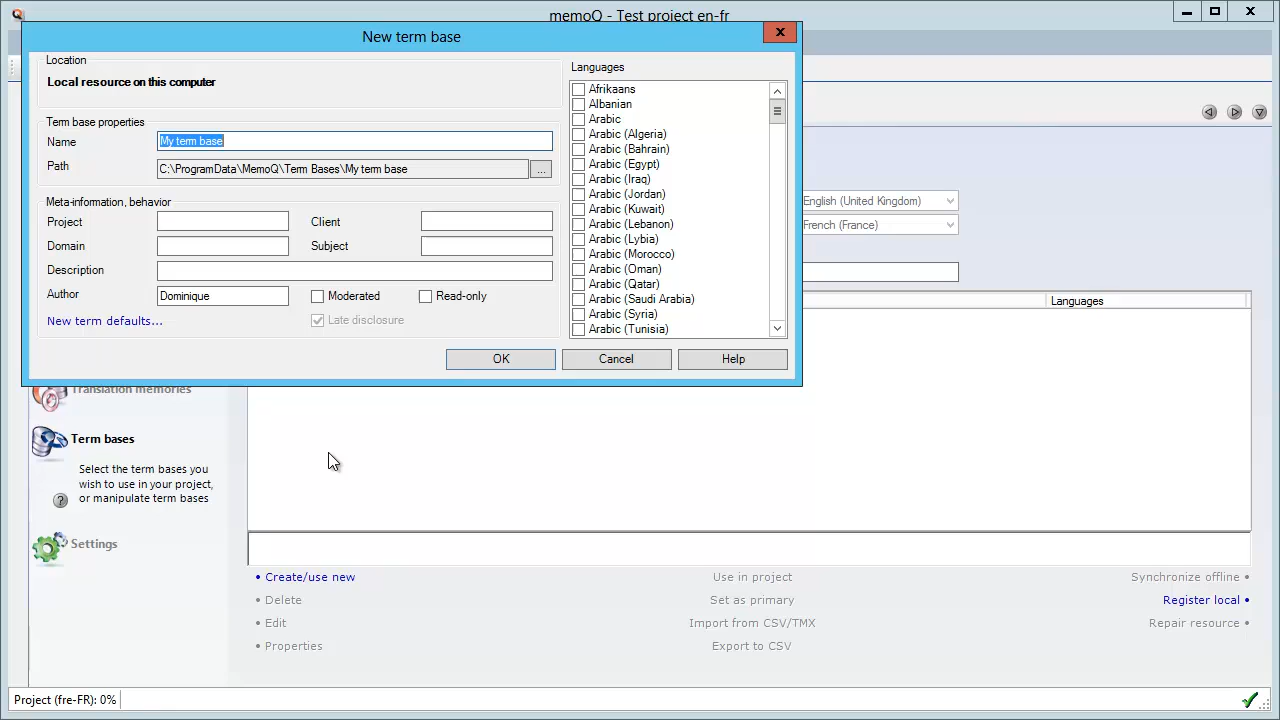 memoQ - Test project en-fr
New term base
Location
Local resource on this computer
Term base properties
Name
My term base
Path
C:\ProgramData\MemoQ\Term Bases\My term base
...
Meta-information, behavior
Project
Client
Domain
Subject
Description
Author
Dominique
Moderated
Read-only
New term defaults...
Late disclosure
Languages
Afrikaans
Albanian
Arabic
Arabic (Algeria)
Arabic (Bahrain)
Arabic (Egypt)
Arabic (Iraq)
Arabic (Jordan)
Arabic (Kuwait)
Arabic (Lebanon)
Arabic (Lybia)
Arabic (Morocco)
Arabic (Oman)
Arabic (Qatar)
Arabic (Saudi Arabia)
Arabic (Syria)
Arabic (Tunisia)
OK
Cancel
Help
English (United Kingdom)
French (France)
Languages
Translation memories
Term bases
Select the term bases you
wish to use in your project,
or manipulate term bases
Settings
• Create/use new
• Delete
• Edit
• Properties
Use in project
Set as primary
Import from CSV/TMX
Export to CSV
Synchronize offline •
Register local •
Repair resource •
Project (fre-FR): 0%